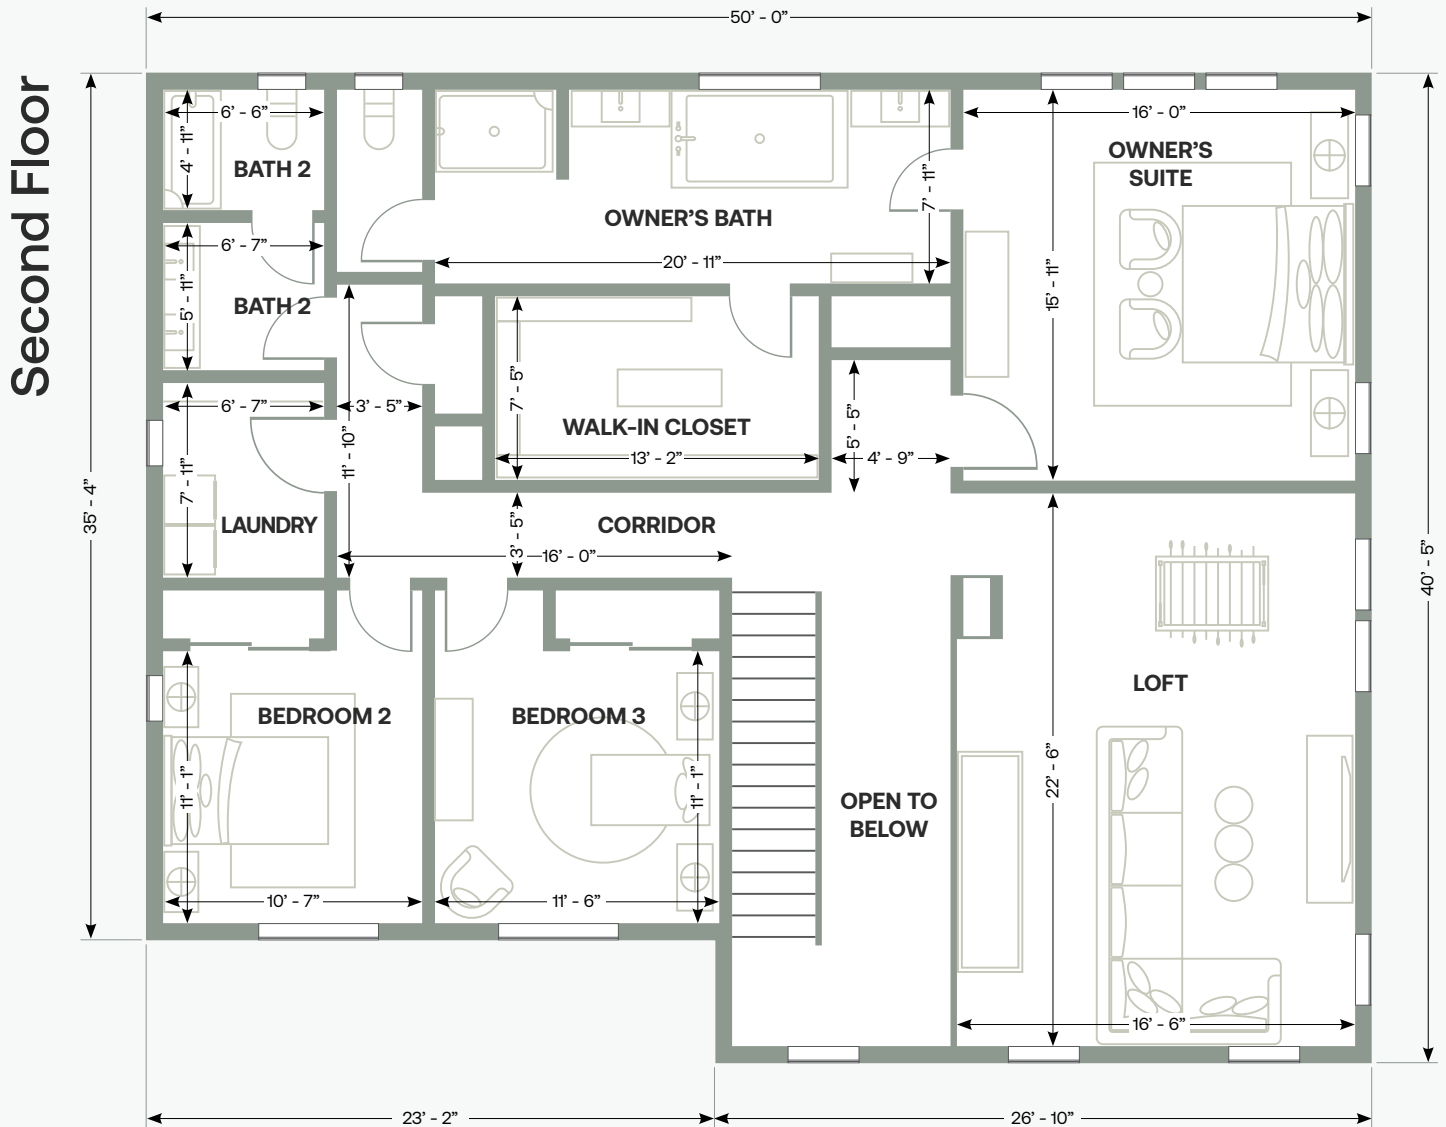 50’ - 0”
Second Floor
6’ - 6”
4’ - 11”
BATH 2
16’ - 0”
OWNER’S
SUITE
7’ - 11”
OWNER’S BATH
6’ - 7”
20’ - 11”
5’ - 11”
BATH 2
15’ - 11”
6’ - 7”
3’ - 5”
7’ - 5”
WALK-IN CLOSET
5’ - 5”
11’ - 10”
13’ - 2”
4’ - 9”
7’ - 11”
35’ - 4”
LAUNDRY
3’ - 5”
CORRIDOR
16’ - 0”
40’ - 5”
LOFT
BEDROOM 2
BEDROOM 3
11’ - 1”
11’ - 1”
22’ - 6”
OPEN TO
BELOW
10’ - 7”
11’ - 6”
16’ - 6”
23’ - 2”
26’ - 10”